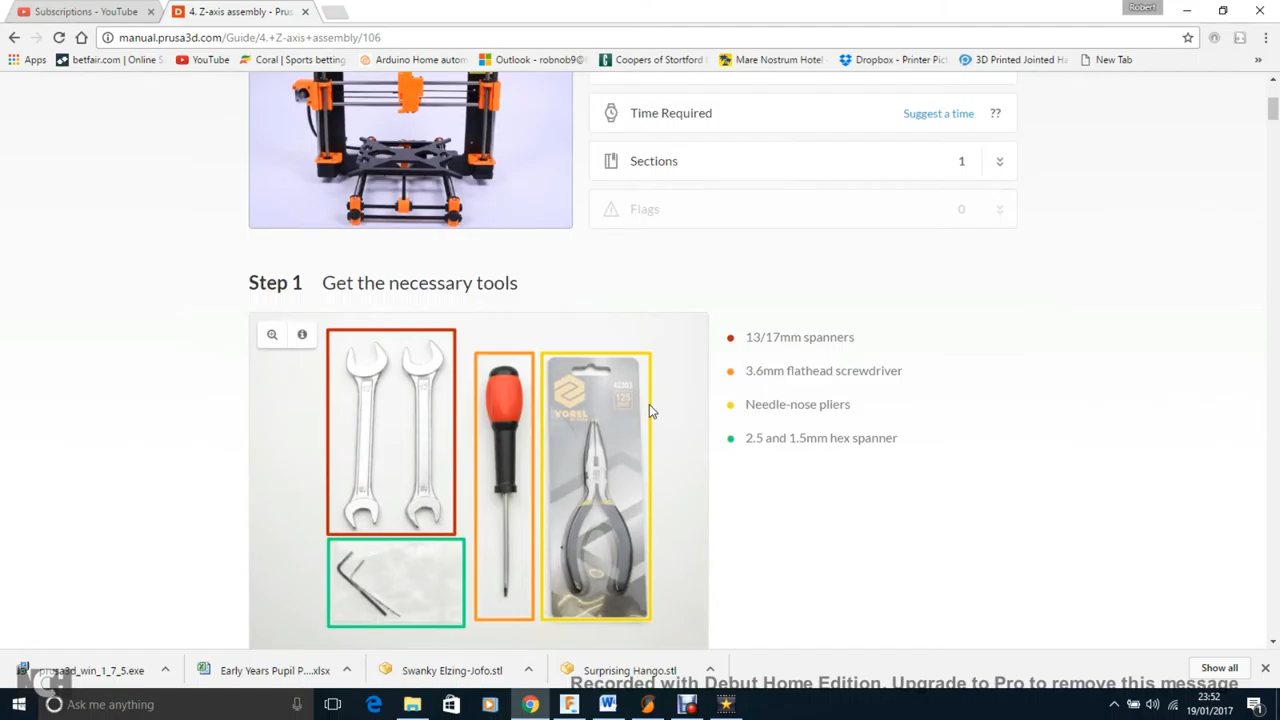 Subscriptions - YouTube
4. Z-axis assembly - Prus
Robert
manual.prusa3d.com/Guide/4.+Z-axis+assembly/106
Apps
betfair.com | Online S
YouTube
Coral | Sports betting
Arduino Home autom
Outlook - robnob9@
Coopers of Stortford
Mare Nostrum Hotel
Dropbox - Printer Pict
3D Printed Jointed Ha
New Tab
Time Required
Suggest a time
??
Sections
1
Flags
0
Step 1 Get the necessary tools
13/17mm spanners
3.6mm flathead screwdriver
Needle-nose pliers
2.5 and 1.5mm hex spanner
VOREL
125
prusa3d_win_1_7_5.exe
Early Years Pupil P....xlsx
Swanky Elzing-Jofo.stl
Surprising Hango.stl
Show all
Recorded with Debut Home Edition. Upgrade to Pro to remove this message
Ask me anything
23:52
19/01/2017